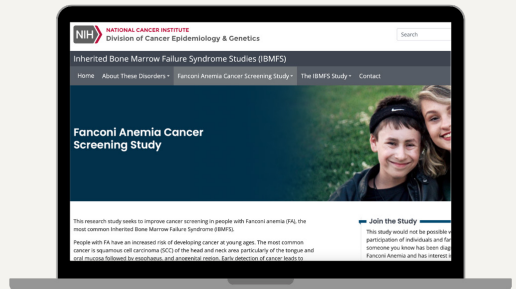 NIH
NATIONAL CANCER INSTITUTE
Division of Cancer Epidemiology & Genetics
Search
Inherited Bone Marrow Failure Syndrome Studies (IBMFS)
Home About These Disorders Fanconi Anemia Cancer Screening Study The IBMFS Study Contact
Fanconi Anemia Cancer
Screening Study
This research study seeks to improve cancer screening in people with Fanconi anemia (FA), the
most common Inherited Bone Marrow Failure Syndrome (IBMFS).
People with FA have an increased risk of developing cancer at young ages. The most common
cancer is squamous cell carcinoma (SCC) of the head and neck area particularly of the tongue and
oral mucosa followed by esophagus, and anogenital region. Early detection of cancer leads to
Join the Study
This study would not be possible w
participation of individuals and far
someone you know has been diag
Fanconi Anemia and has interest i